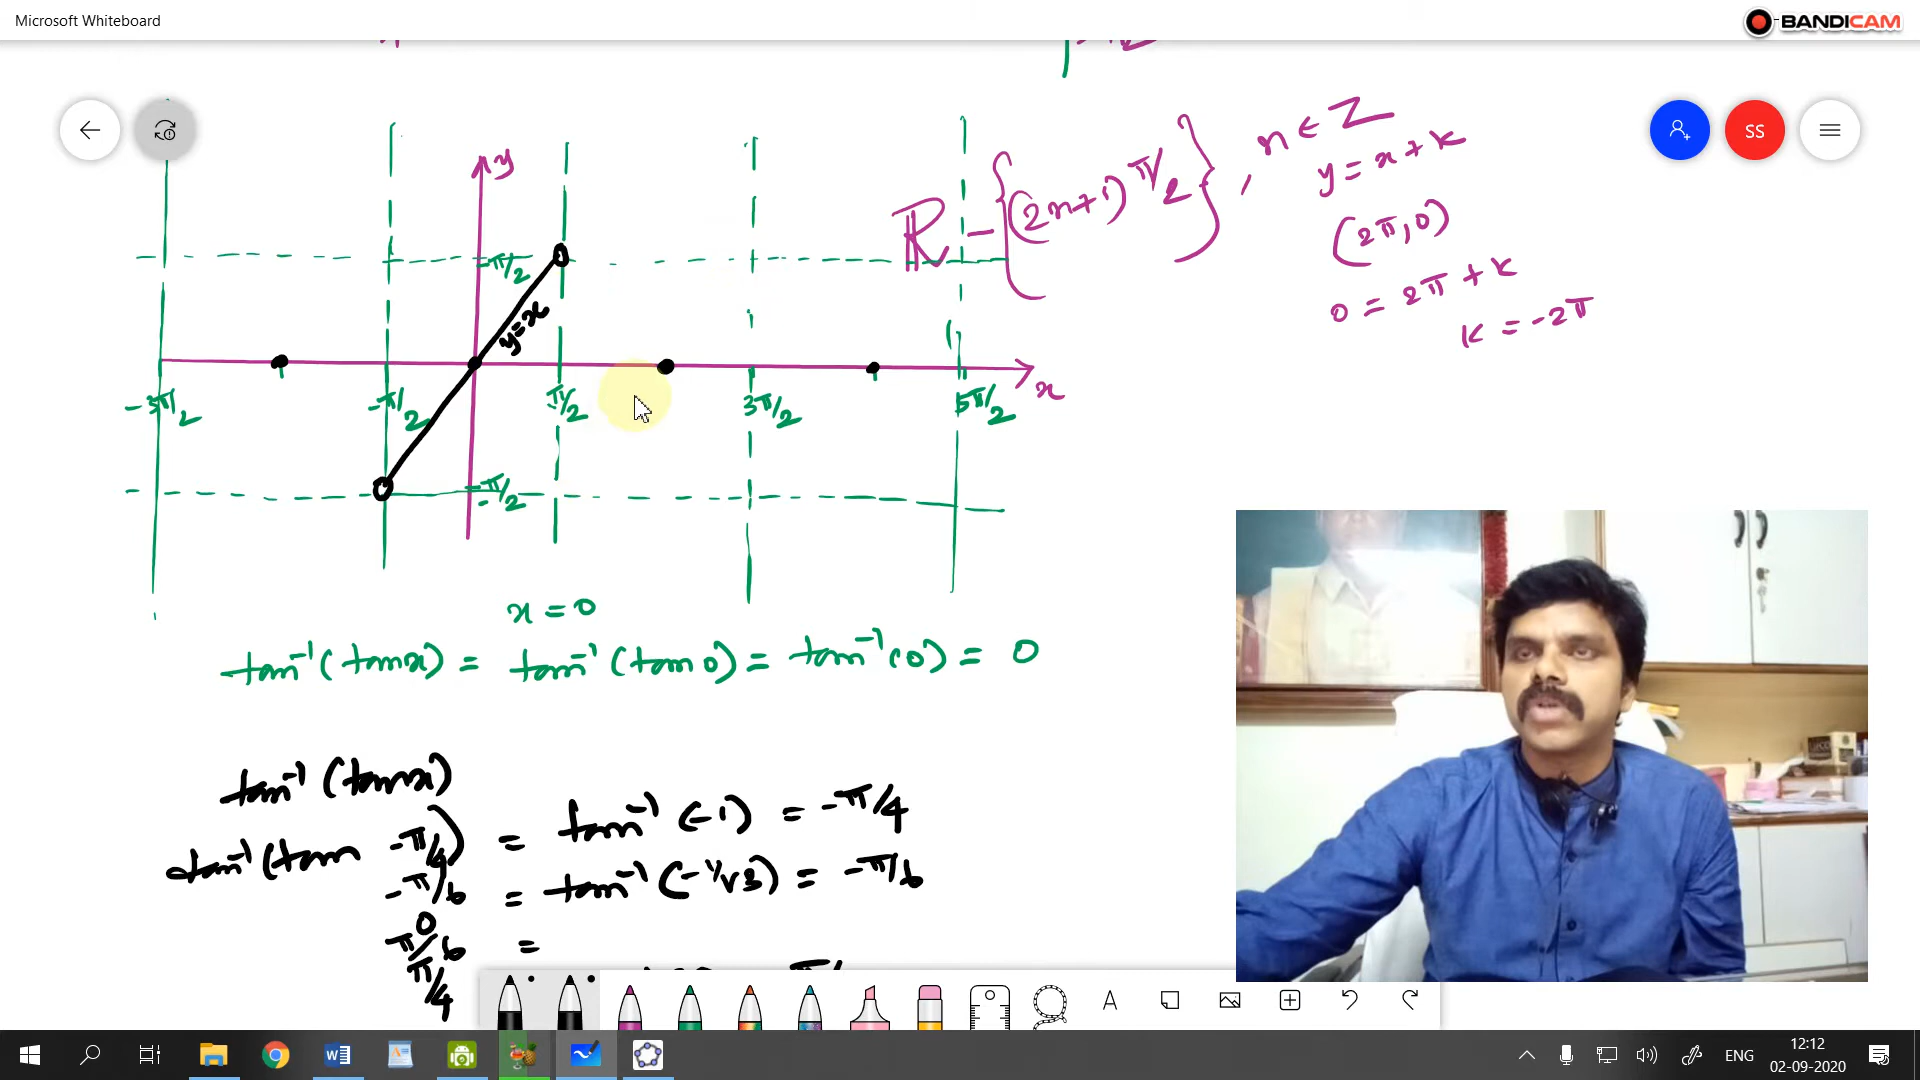 Microsoft Whiteboard
BANDICAM
SS
y
ℝ - {(2n+1)π/2}, n ∈ Z
y = x + k
(2π, 0)
0 = 2π + k
k = -2π
π/2
y=x
-3π/2
-π/2
π/2
3π/2
5π/2
x
-π/2
x = 0
tan⁻¹(tanx) = tan⁻¹(tan 0) = tan⁻¹(0) = 0
tan⁻¹(tanx)
tan⁻¹(tan -π/4) = tan⁻¹(-1) = -π/4
-π/6 = tan⁻¹(-1/√3) = -π/6
0
π/6 =
π/4
A
W
ENG
12:12
02-09-2020